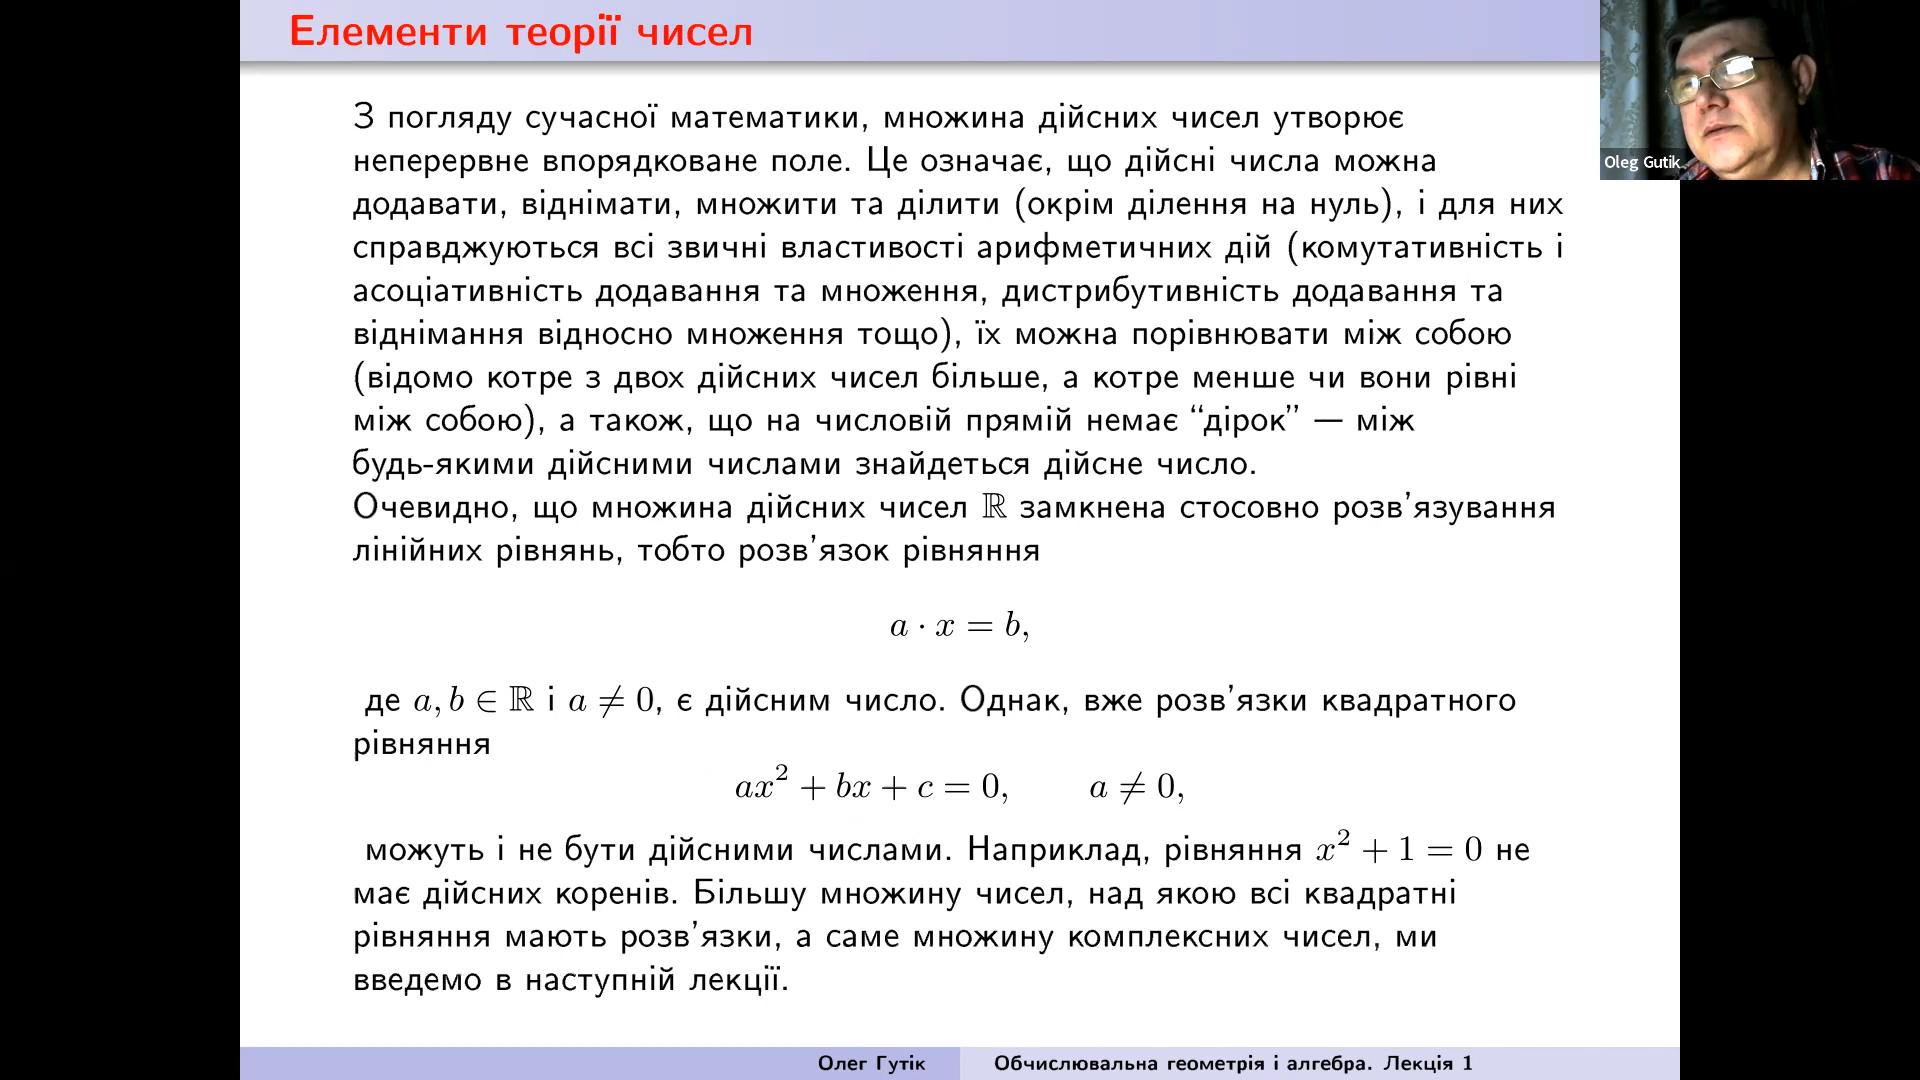 Елементи теорії чисел
Oleg Gutik
З погляду сучасної математики, множина дійсних чисел утворює
неперервне впорядковане поле. Це означає, що дійсні числа можна
додавати, віднімати, множити та ділити (окрім ділення на нуль), і для них
справджуються всі звичні властивості арифметичних дій (комутативність і
асоціативність додавання та множення, дистрибутивність додавання та
віднімання відносно множення тощо), їх можна порівнювати між собою
(відомо котре з двох дійсних чисел більше, а котре менше чи вони рівні
між собою), а також, що на числовій прямій немає “дірок” — між
будь-якими дійсними числами знайдеться дійсне число.
Очевидно, що множина дійсних чисел ℝ замкнена стосовно розв’язування
лінійних рівнянь, тобто розв’язок рівняння
a · x = b,
де a, b ∈ ℝ і a ≠ 0, є дійсним число. Однак, вже розв’язки квадратного
рівняння
ax² + bx + c = 0, a ≠ 0,
можуть і не бути дійсними числами. Наприклад, рівняння x² + 1 = 0 не
має дійсних коренів. Більшу множину чисел, над якою всі квадратні
рівняння мають розв’язки, а саме множину комплексних чисел, ми
введемо в наступній лекції.
Олег Гутік Обчислювальна геометрія і алгебра. Лекція 1